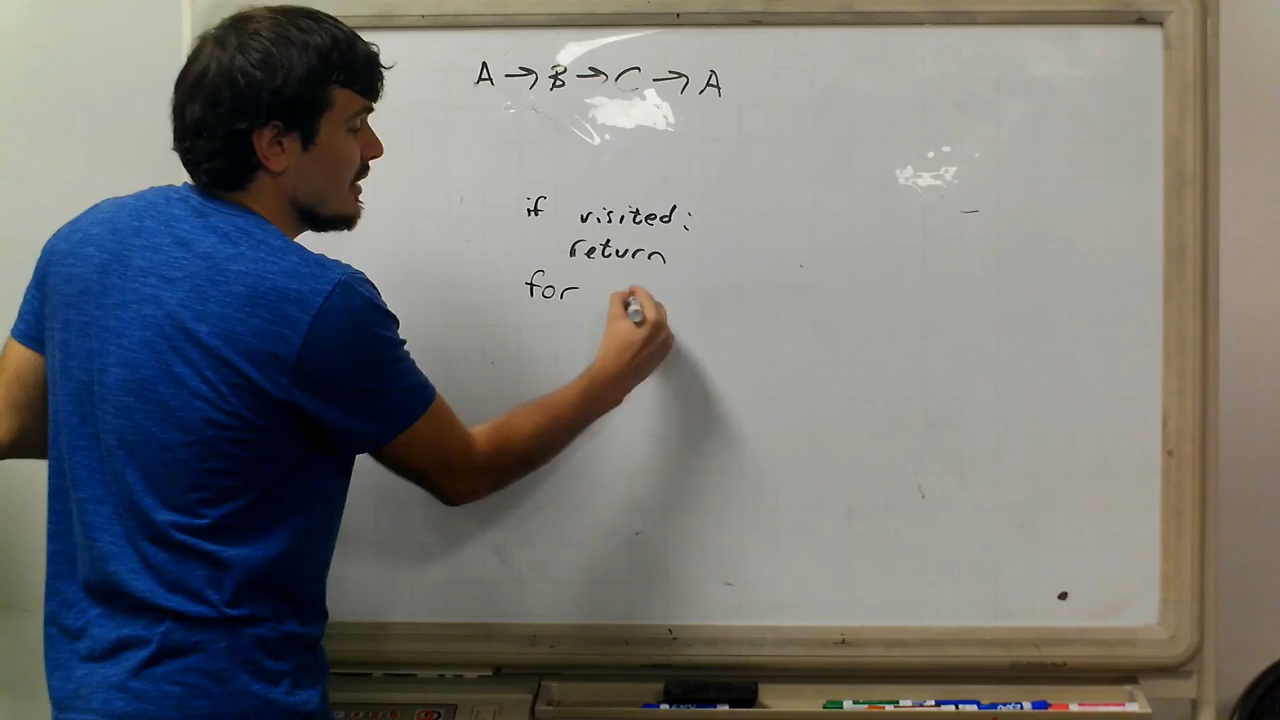 A → B → C → A
if visited:
return
for